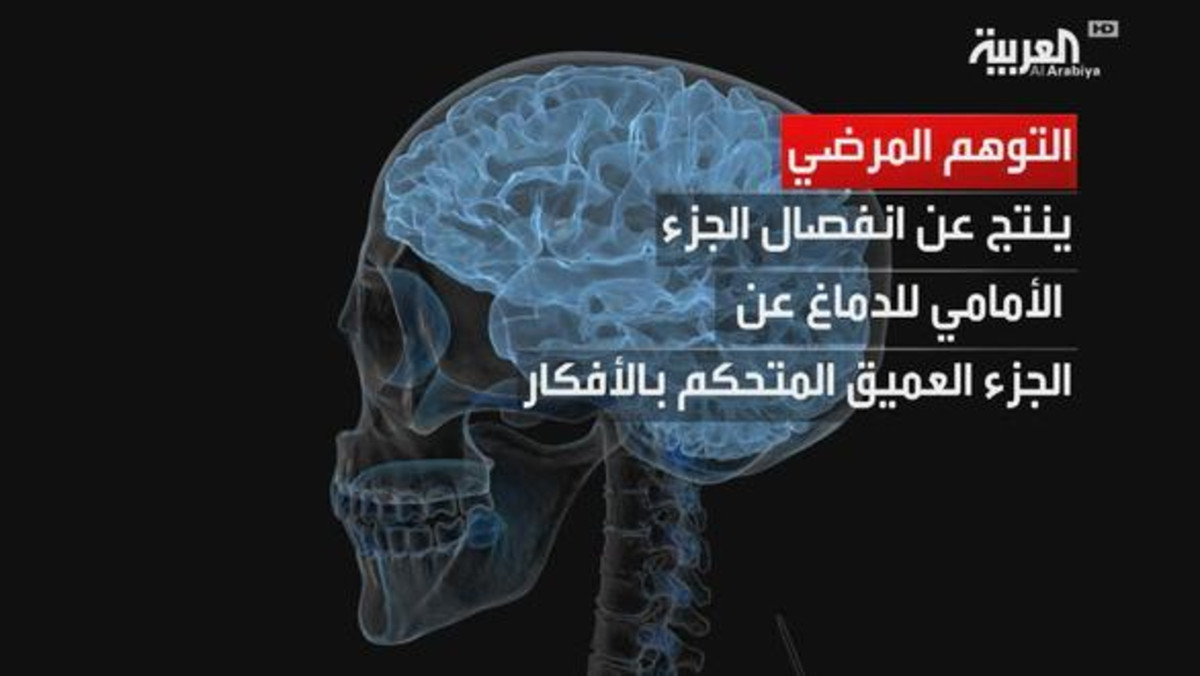 العربية HD
Al Arabiya
التوهم المرضي
ينتج عن انفصال الجزء
الأمامي للدماغ عن
الجزء العميق المتحكم بالأفكار